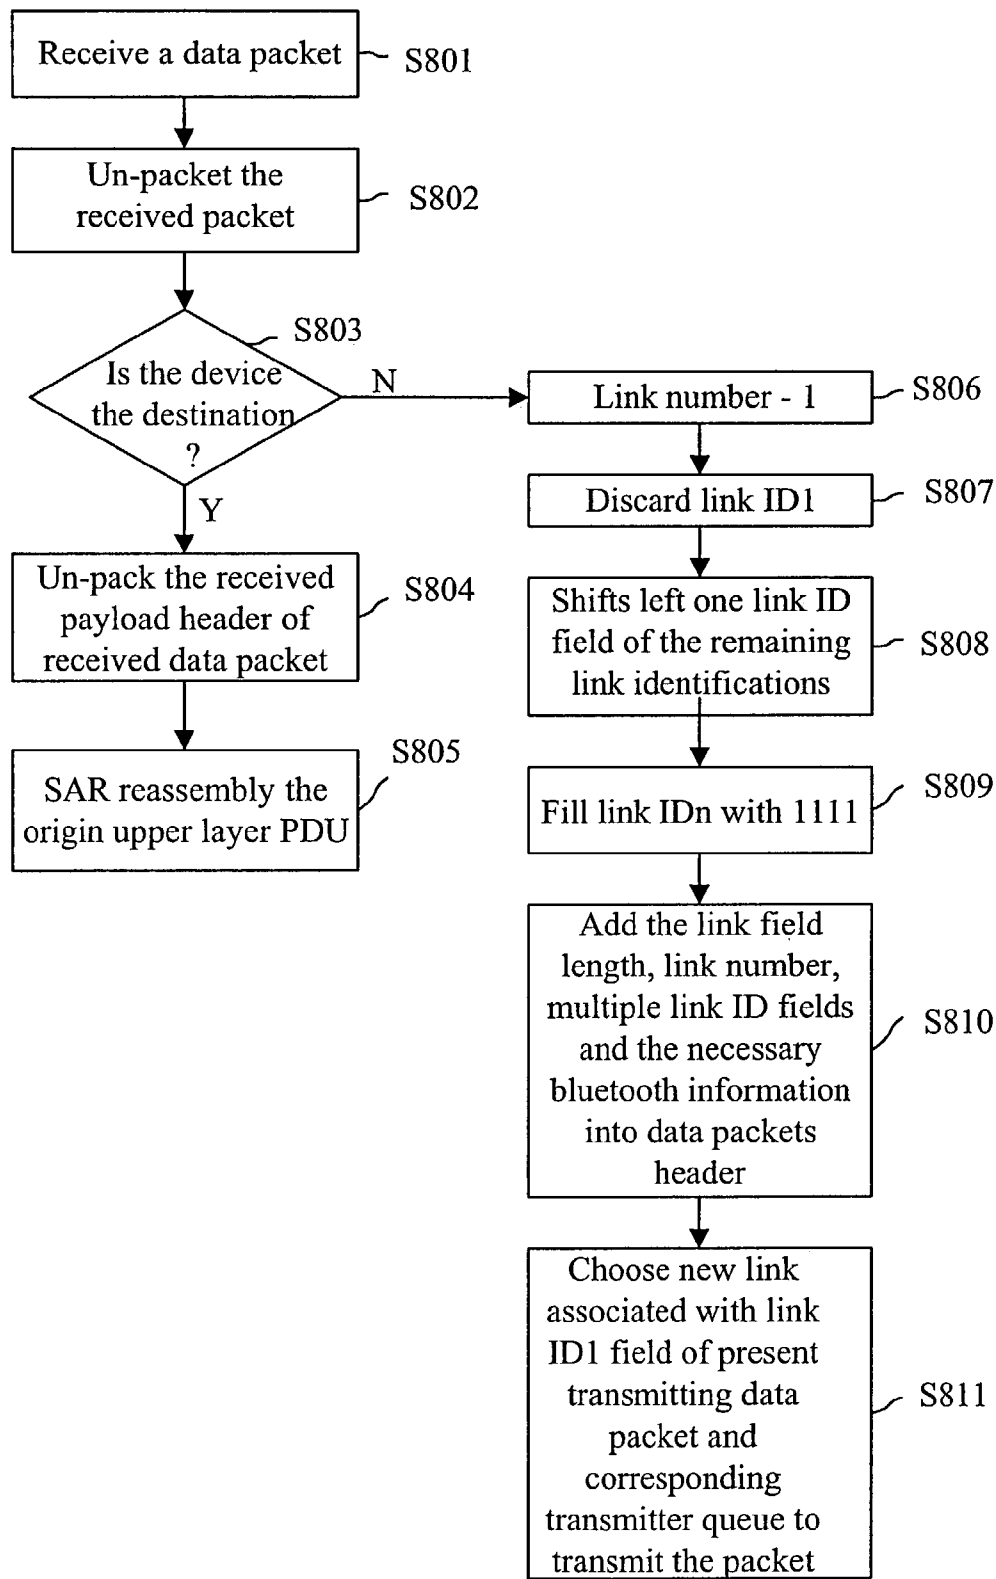 Receive a data packet
S801
Un-packet the
received packet
S802
S803
Is the device
the destination
?
N
Y
Un-pack the received
payload header of
received data packet
S804
SAR reassembly the
origin upper layer PDU
S805
Link number - 1
S806
Discard link ID1
S807
Shifts left one link ID
field of the remaining
link identifications
S808
Fill link IDn with 1111
S809
Add the link field
length, link number,
multiple link ID fields
and the necessary
bluetooth information
into data packets
header
S810
Choose new link
associated with link
ID1 field of present
transmitting data
packet and
corresponding
transmitter queue to
transmit the packet
S811